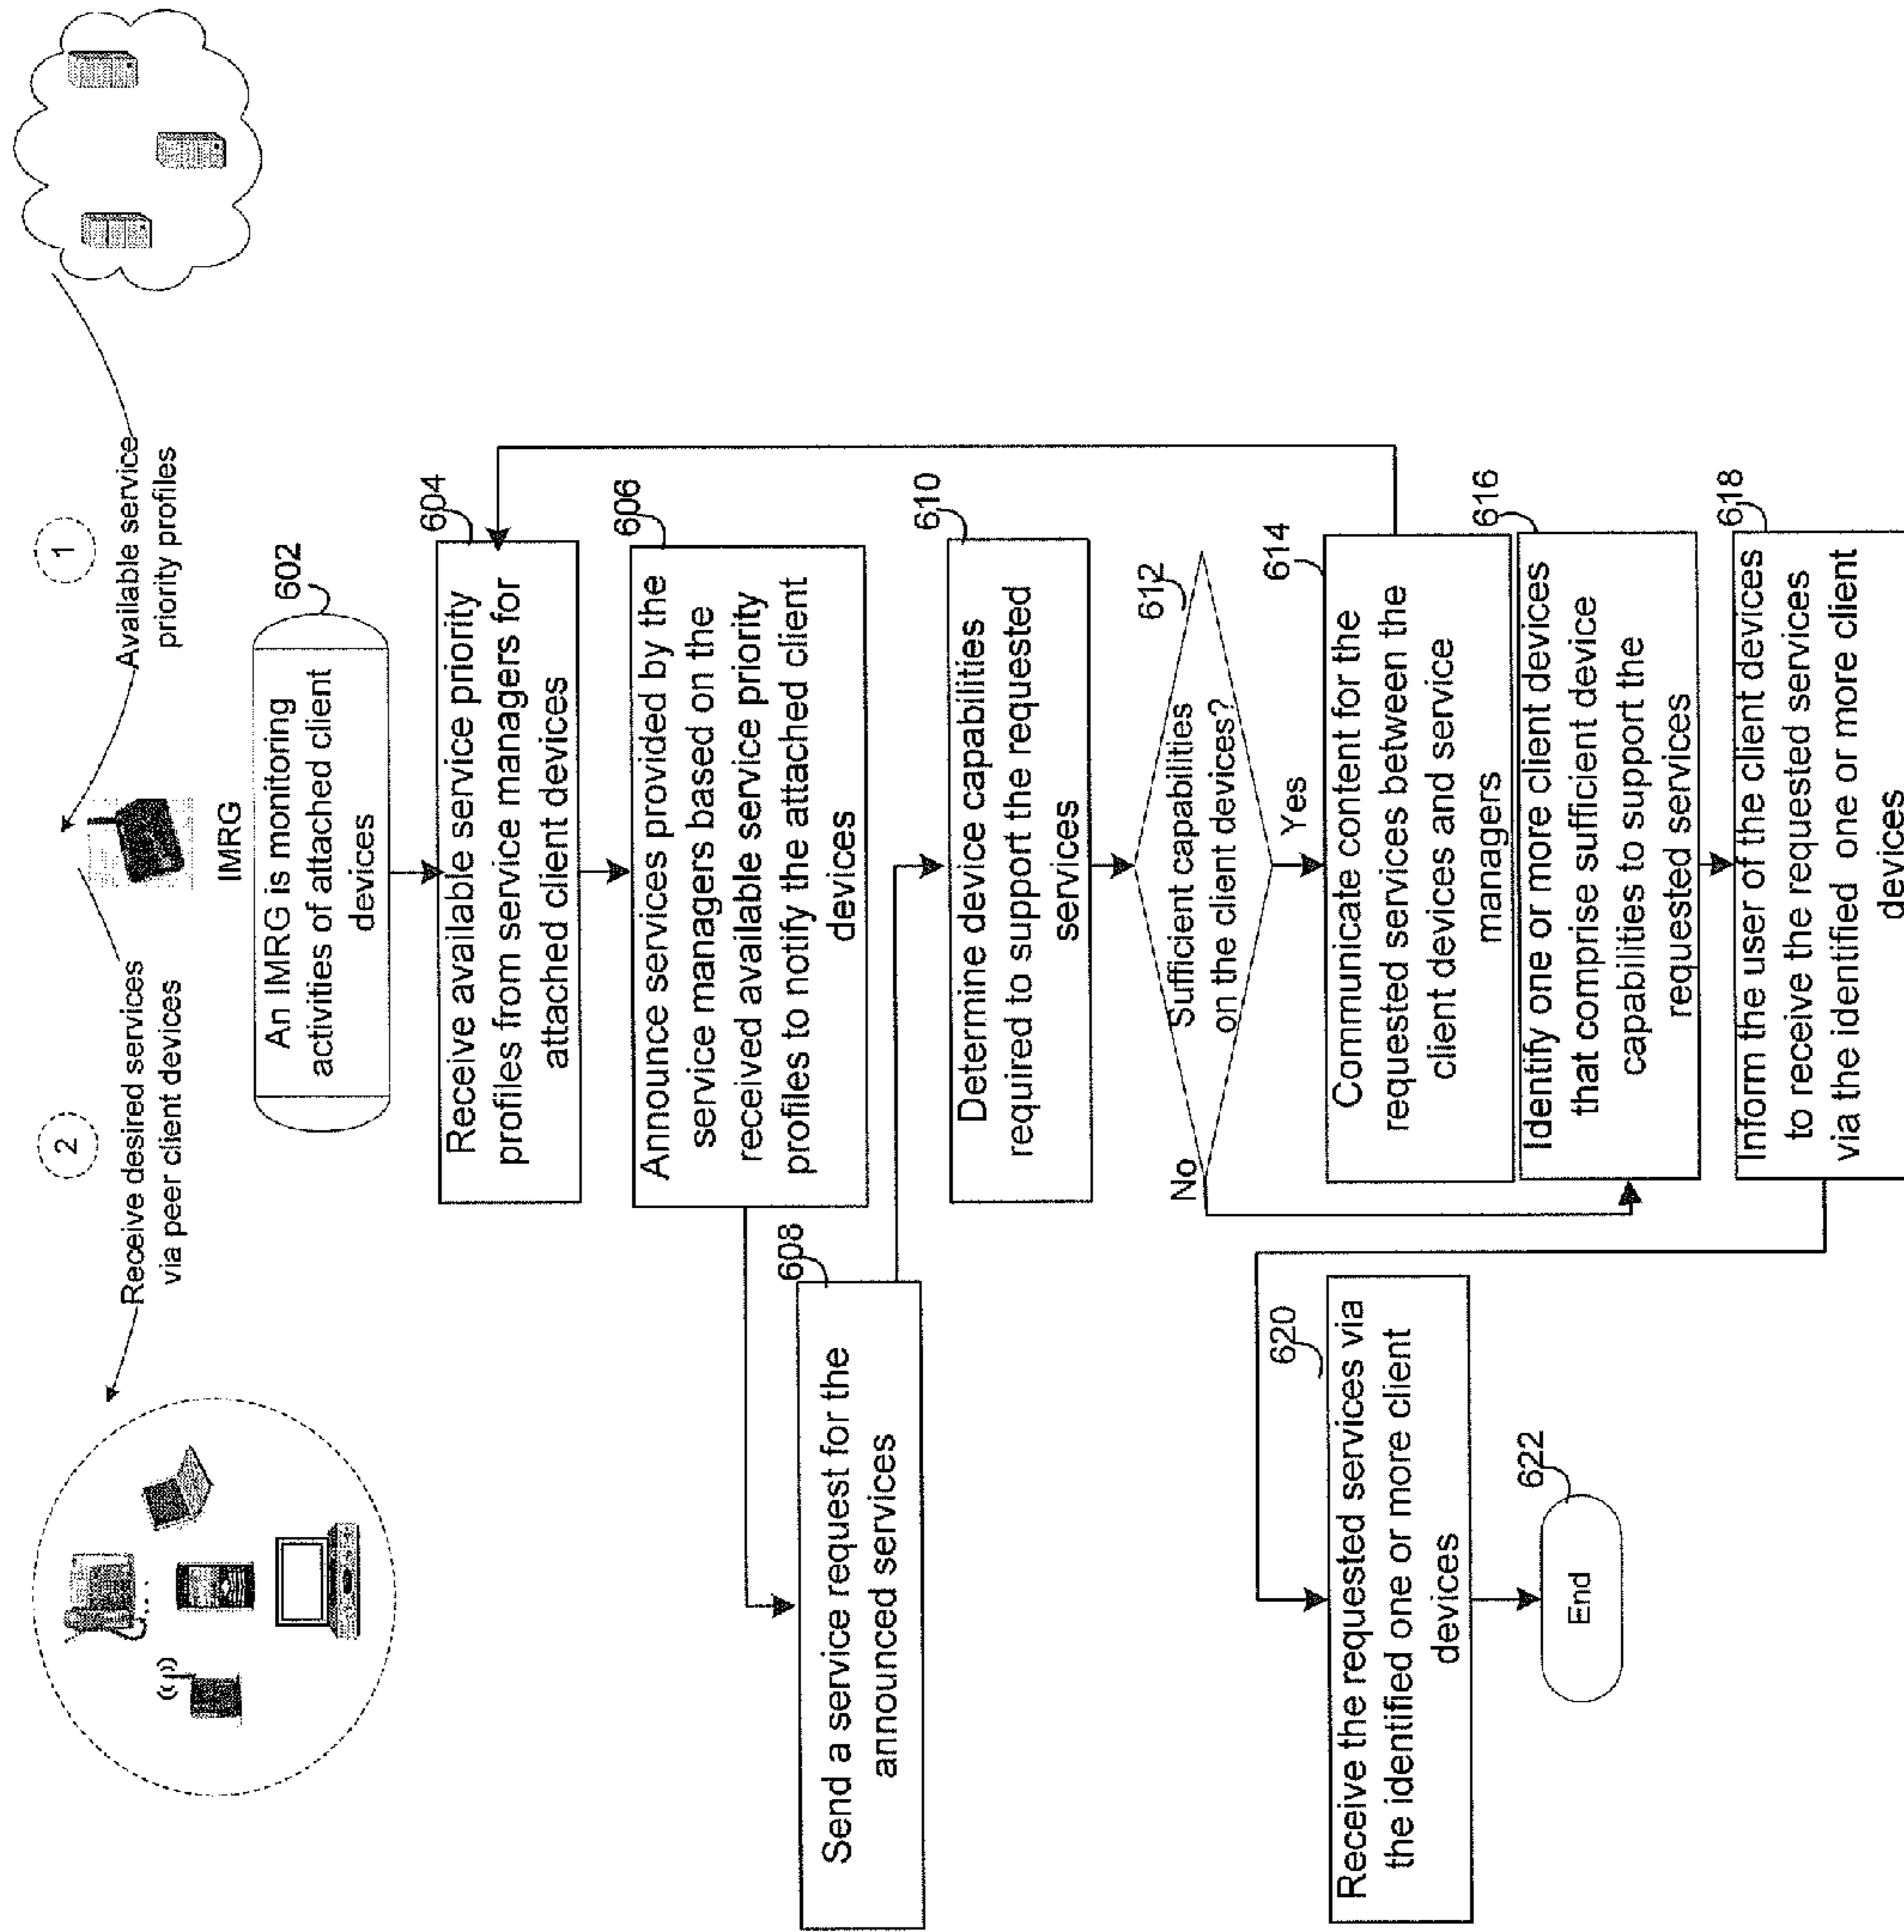 1
Available service
priority profiles
2
Receive desired services
via peer client devices
IMRG
602
An IMRG is monitoring
activities of attached client
devices
604
Receive available service priority
profiles from service managers for
attached client devices
606
Announce services provided by the
service managers based on the
received available service priority
profiles to notify the attached client
devices
608
Send a service request for the
announced services
610
Determine device capabilities
required to support the requested
services
612
Sufficient capabilities
on the client devices?
No
Yes
614
Communicate content for the
requested services between the
client devices and service
managers
616
Identify one or more client devices
that comprise sufficient device
capabilities to support the
requested services
618
Inform the user of the client devices
to receive the requested services
via the identified one or more client
devices
620
Receive the requested services via
the identified one or more client
devices
622
End